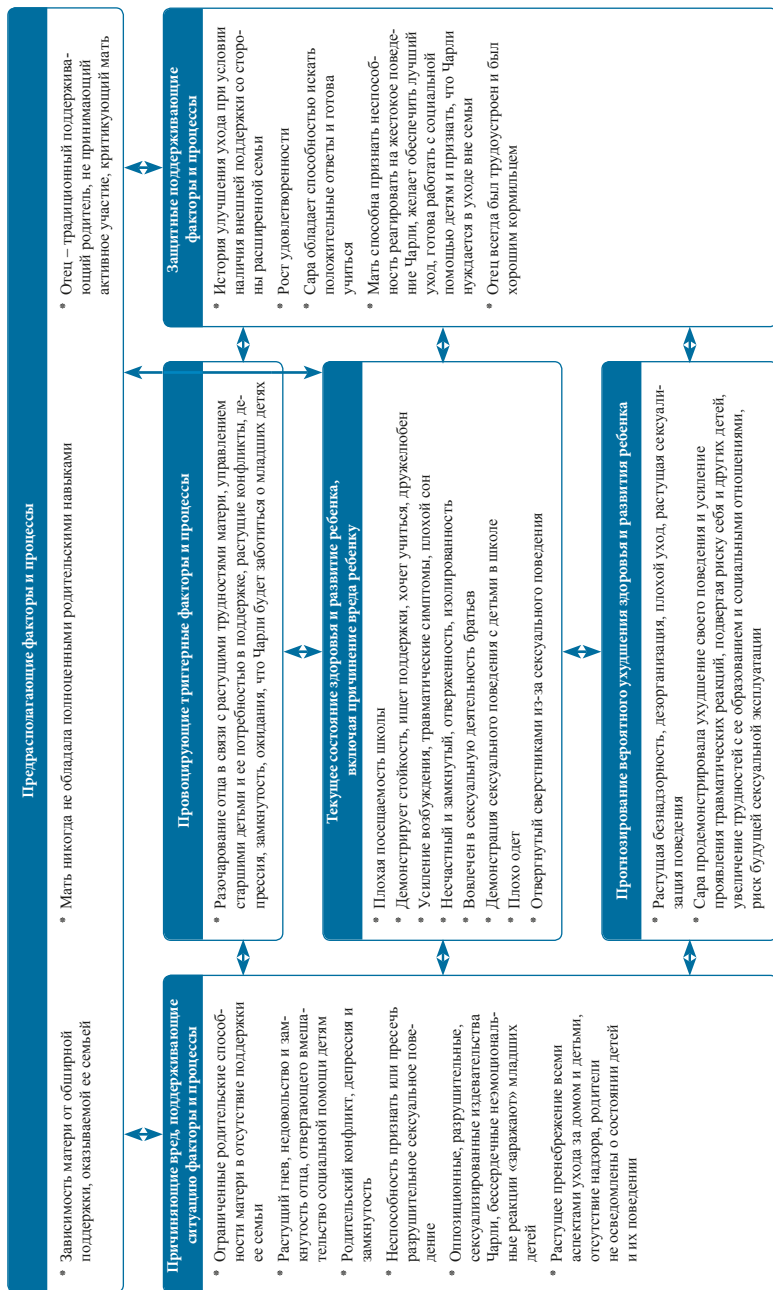 Предрасполагающие факторы и процессы
* Зависимость матери от обширной
поддержки, оказываемой ее семьей
* Мать никогда не обладала полноценными родительскими навыками
* Отец – традиционный поддержива-
ющий родитель, не принимающий
активное участие, критикующий мать
Причиняющие вред, поддерживающие
ситуацию факторы и процессы
* Ограниченные родительские способ-
ности матери в отсутствие поддержки
ее семьи
* Растущий гнев, недовольство и зам-
кнутость отца, отвергающего вмеша-
тельство социальной помощи детям
* Родительский конфликт, депрессия и
замкнутость
* Неспособность признать или пресечь
разрушительное сексуальное пове-
дение
* Оппозиционные, разрушительные,
сексуализированные издевательства
Чарли, бессердечные неэмоциональ-
ные реакции «заражают» младших
детей
* Растущее пренебрежение всеми
аспектами ухода за домом и детьми,
отсутствие надзора, родители
не осведомлены о состоянии детей
и их поведении
Провоцирующие триггерные факторы и процессы
* Разочарование отца в связи с растущими трудностями матери, управлением
старшими детьми и ее потребностью в поддержке, растущие конфликты, де-
прессия, замкнутость, ожидания, что Чарли будет заботиться о младших детях
Текущее состояние здоровья и развитие ребенка,
включая причинение вреда ребенку
* Плохая посещаемость школы
* Демонстрирует стойкость, ищет поддержки, хочет учиться, дружелюбен
* Усиление возбуждения, травматические симптомы, плохой сон
* Несчастный и замкнутый, отверженность, изолированность
* Вовлечен в сексуальную деятельность братьев
* Демонстрация сексуального поведения с детьми в школе
* Плохо одет
* Отвергнутый сверстниками из-за сексуального поведения
Прогнозирование вероятного ухудшения здоровья и развития ребенка
* Растущая безнадзорность, дезорганизация, плохой уход, растущая сексуали-
зация поведения
* Сара продемонстрировала ухудшение своего поведения и усиление
проявления травматических реакций, подвергая риску себя и других детей,
увеличение трудностей с ее образованием и социальными отношениями,
риск будущей сексуальной эксплуатации
Защитные поддерживающие
факторы и процессы
* История улучшения ухода при условии
наличия внешней поддержки со сторо-
ны расширенной семьи
* Рост удовлетворенности
* Сара обладает способностью искать
положительные ответы и готова
учиться
* Мать способна признать неспособ-
ность реагировать на жестокое поведе-
ние Чарли, желает обеспечить лучший
уход, готова работать с социальной
помощью детям и признать, что Чарли
нуждается в уходе вне семьи
* Отец всегда был трудоустроен и был
хорошим кормильцем